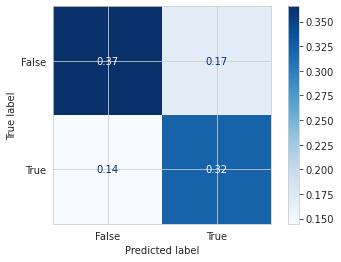 0.350
False
0.37
0.17
0.325
0.300
0.275
0.250
True
0.14
0.32
0.225
0.200
0.175
0.150
False
True
True label
Predicted label